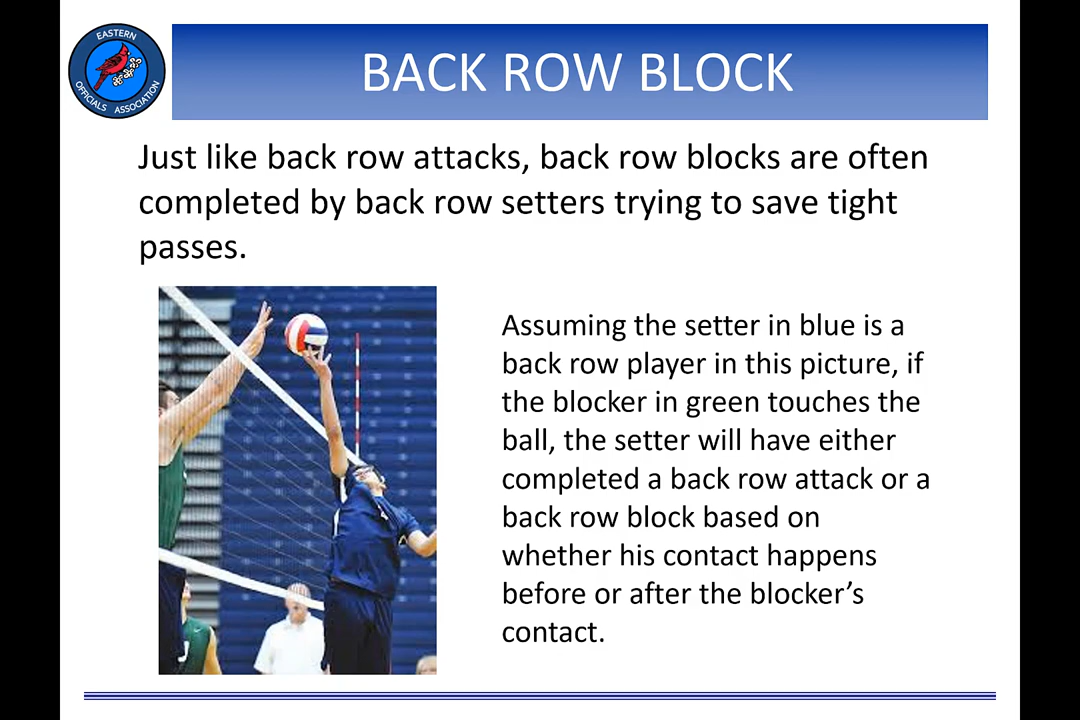 EASTERN
OFFICIALS ASSOCIATION
BACK ROW BLOCK
Just like back row attacks, back row blocks are often
completed by back row setters trying to save tight
passes.
Assuming the setter in blue is a
back row player in this picture, if
the blocker in green touches the
ball, the setter will have either
completed a back row attack or a
back row block based on
whether his contact happens
before or after the blocker’s
contact.